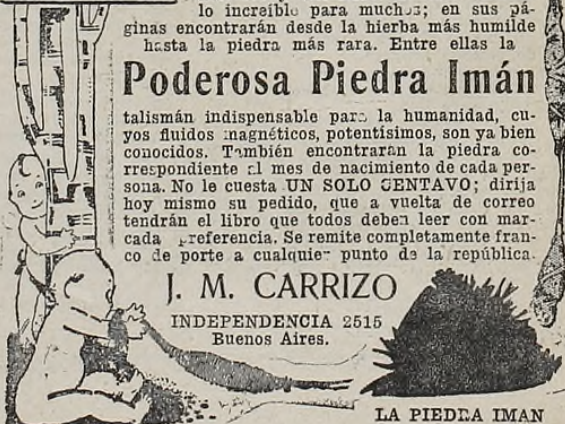 lo increíble para muchos; en sus pá-
ginas encontrarán desde la hierba más humilde
hasta la piedra más rara. Entre ellas la
Poderosa Piedra Imán
talismán indispensable para la humanidad, cu-
yos fluidos magnéticos, potentísimos, son ya bien
conocidos. También encontraran la piedra co-
rrespondiente al mes de nacimiento de cada per-
sona. No le cuesta UN SOLO CENTAVO; dirija
hoy mismo su pedido, que a vuelta de correo
tendrán el libro que todos deben leer con mar-
cada preferencia. Se remite completamente fran-
co de porte a cualquier punto de la república.
J. M. CARRIZO
INDEPENDENCIA 2515
Buenos Aires.
LA PIEDRA IMAN